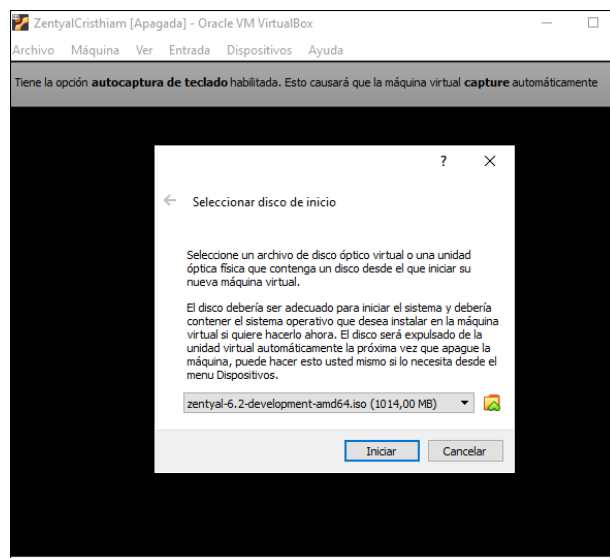 ZentyalCristhiam [Apagada] - Oracle VM VirtualBox
Archivo Máquina Ver Entrada Dispositivos Ayuda
Tiene la opción autocaptura de teclado habilitada. Esto causará que la máquina virtual capture automáticamente
?
Seleccionar disco de inicio
Seleccione un archivo de disco óptico virtual o una unidad
óptica física que contenga un disco desde el que iniciar su
nueva máquina virtual.
El disco debería ser adecuado para iniciar el sistema y debería
contener el sistema operativo que desea instalar en la máquina
virtual si quiere hacerlo ahora. El disco será expulsado de la
unidad virtual automáticamente la próxima vez que apague la
máquina, puede hacer esto usted mismo si lo necesita desde el
menu Dispositivos.
zentyal-6.2-development-amd64.iso (1014,00 MB)
Iniciar Cancelar